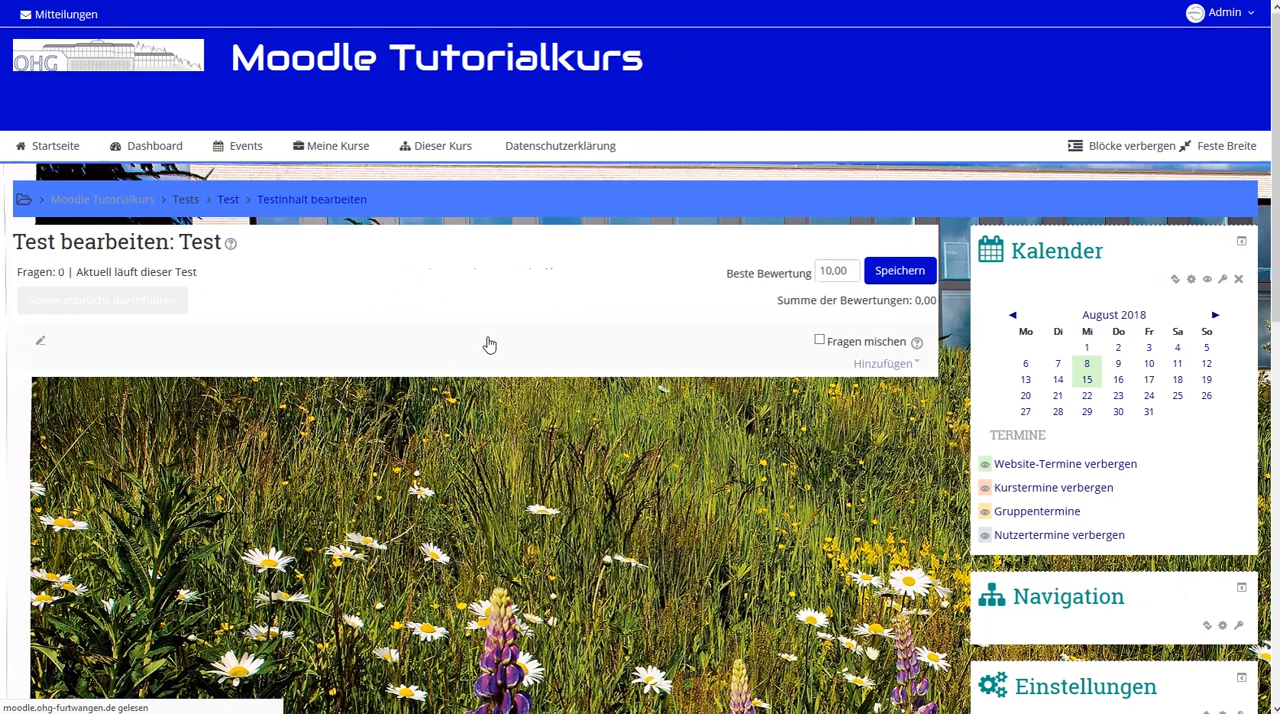 Mitteilungen
Admin
OHG
Moodle Tutorialkurs
Startseite
Dashboard
Events
Meine Kurse
Dieser Kurs
Datenschutzerklärung
Blöcke verbergen
Feste Breite
Moodle Tutorialkurs > Tests > Test > Testinhalt bearbeiten
Test bearbeiten: Test
Fragen: 0 | Aktuell läuft dieser Test
Beste Bewertung 10,00 Speichern
Seitenumbrüche durchführen
Summe der Bewertungen: 0,00
Fragen mischen
Hinzufügen
Kalender
August 2018
Mo Di Mi Do Fr Sa So
1 2 3 4 5
6 7 8 9 10 11 12
13 14 15 16 17 18 19
20 21 22 23 24 25 26
27 28 29 30 31
TERMINE
Website-Termine verbergen
Kurstermine verbergen
Gruppentermine
Nutzertermine verbergen
Navigation
Einstellungen
moodle.ohg-furtwangen.de gelesen